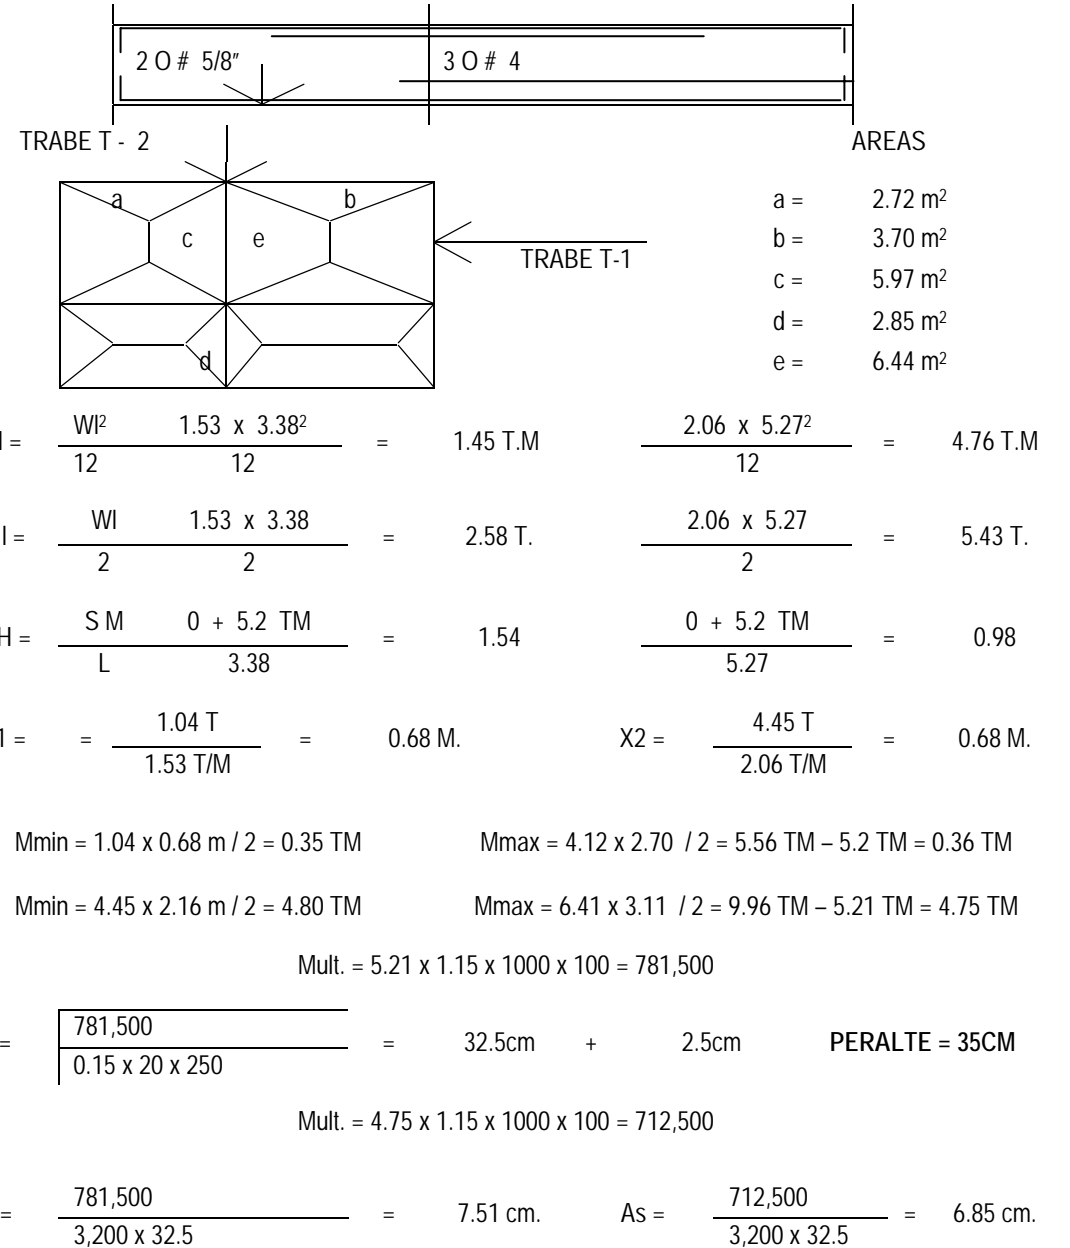 2 O # 5/8″ 3 O # 4
TRABE T - 2 AREAS
a b a = 2.72 m²
c e b = 3.70 m²
TRABE T-1
c = 5.97 m²
d = 2.85 m²
d e = 6.44 m²
Wl² 1.53 x 3.38² = 1.45 T.M 2.06 x 5.27² = 4.76 T.M
= 12 12 12
Wl 1.53 x 3.38 = 2.58 T. 2.06 x 5.27 = 5.43 T.
I = 2 2 2
S M 0 + 5.2 TM = 1.54 0 + 5.2 TM = 0.98
H = L 3.38 5.27
1 = = 1.04 T = 0.68 M. X2 = 4.45 T = 0.68 M.
1.53 T/M 2.06 T/M
Mmin = 1.04 x 0.68 m / 2 = 0.35 TM Mmax = 4.12 x 2.70 / 2 = 5.56 TM – 5.2 TM = 0.36 TM
Mmin = 4.45 x 2.16 m / 2 = 4.80 TM Mmax = 6.41 x 3.11 / 2 = 9.96 TM – 5.21 TM = 4.75 TM
Mult. = 5.21 x 1.15 x 1000 x 100 = 781,500
= 781,500 = 32.5cm + 2.5cm PERALTE = 35CM
0.15 x 20 x 250
Mult. = 4.75 x 1.15 x 1000 x 100 = 712,500
= 781,500 = 7.51 cm. As = 712,500 = 6.85 cm.
3,200 x 32.5 3,200 x 32.5